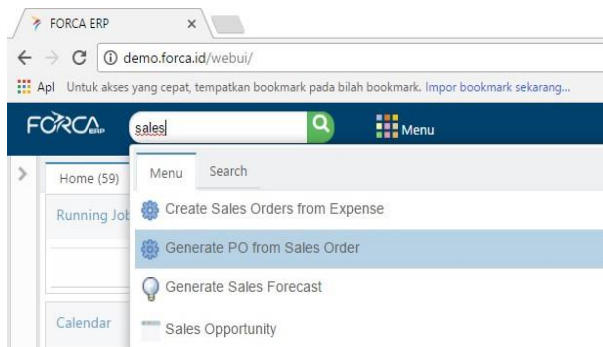 FORCA ERP
demo.forca.id/webui/
Apl Untuk akses yang cepat, tempatkan bookmark pada bilah bookmark. Impor bookmark sekarang...
FORCA ERP sales Menu
Home (59) Menu Search
Running Job
Create Sales Orders from Expense
Generate PO from Sales Order
Generate Sales Forecast
Calendar
Sales Opportunity